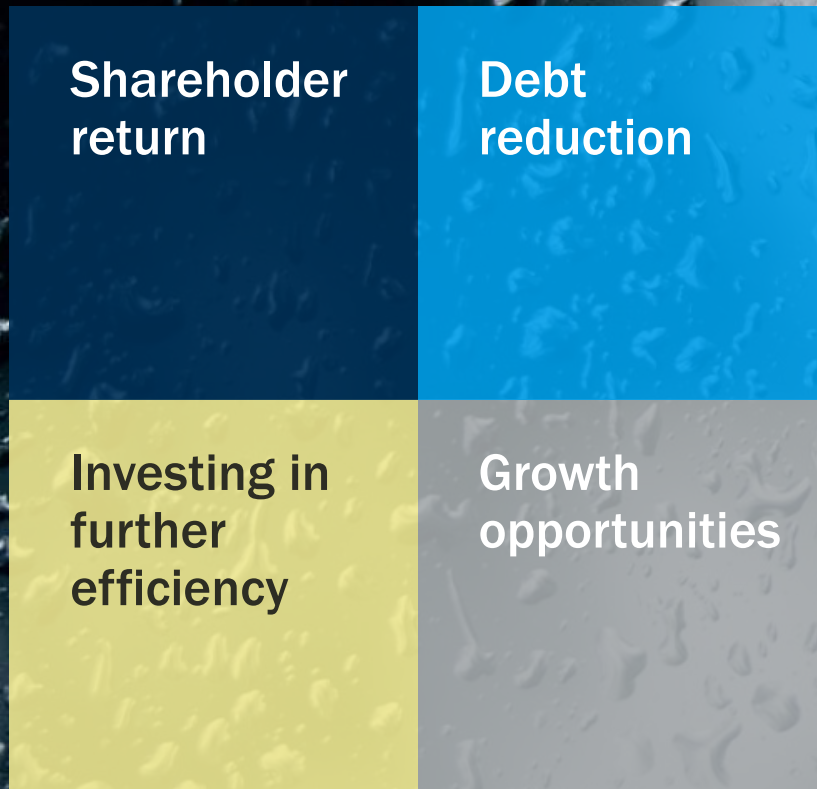 Shareholder
return
Debt
reduction
Investing in
further
efficiency
Growth
opportunities